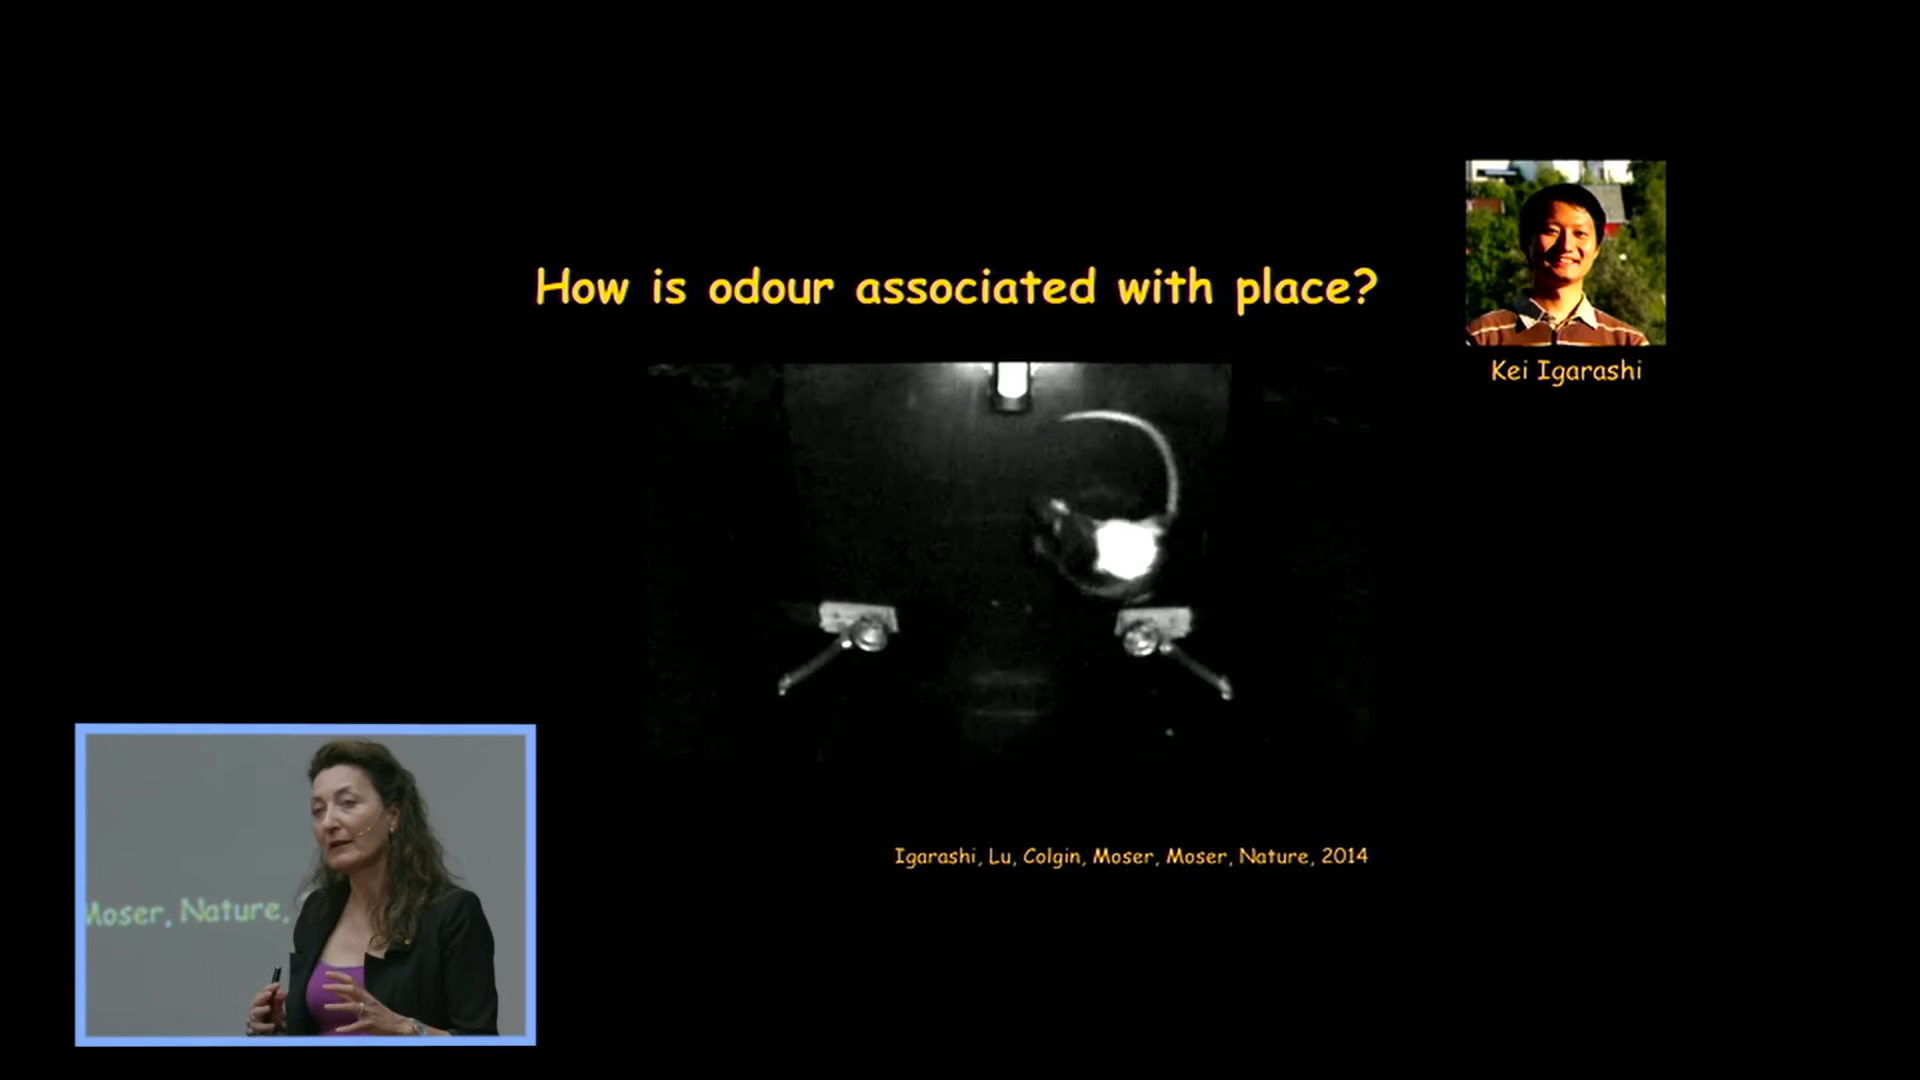 How is odour associated with place?
Kei Igarashi
Igarashi, Lu, Colgin, Moser, Moser, Nature, 2014
Moser, Nature,